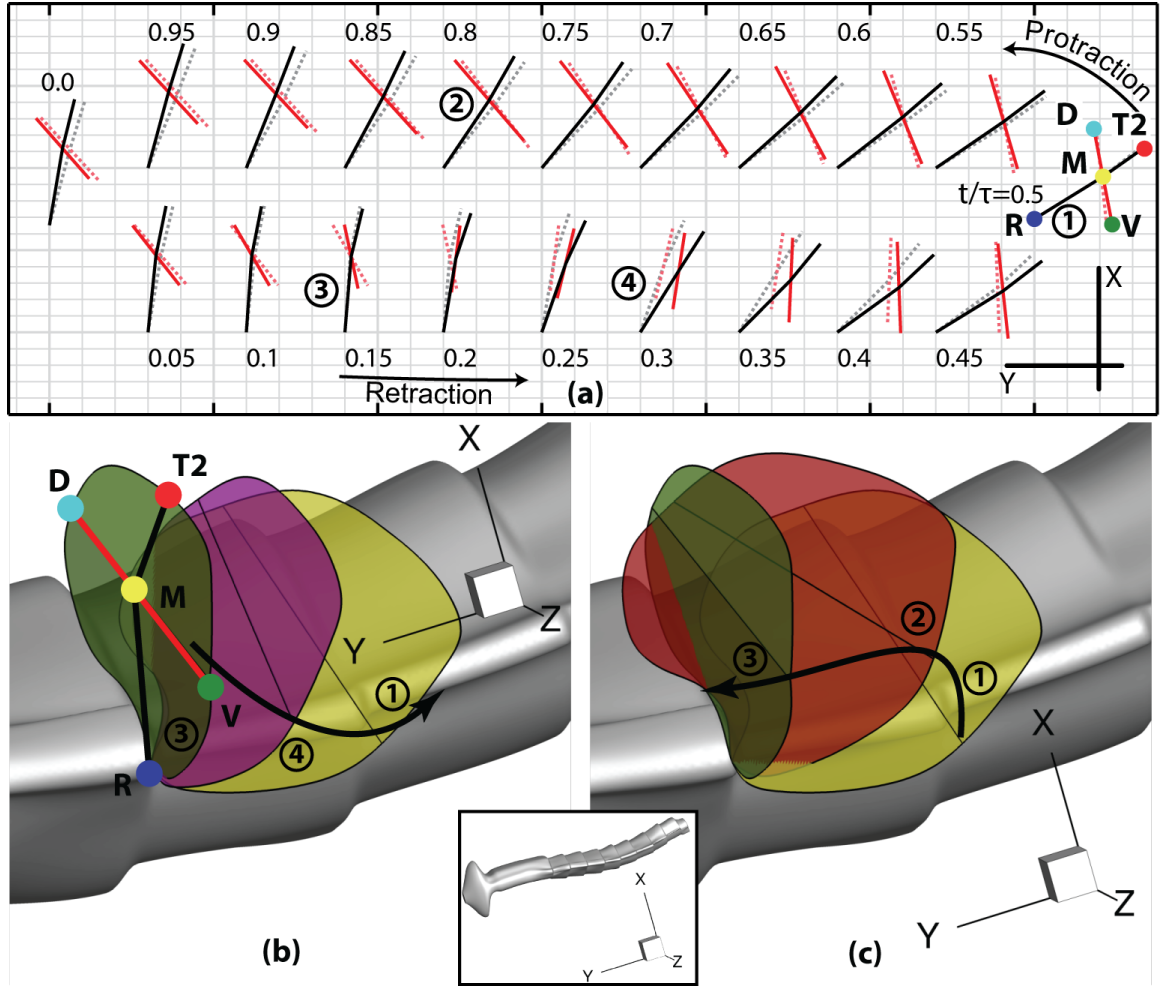 0.95 0.9 0.85 0.8 0.75 0.7 0.65 0.6 0.55
Protraction
0.0
②
D T2
M
t/τ=0.5
R ① V
③ ④
X
0.05 0.1 0.15 0.2 0.25 0.3 0.35 0.4 0.45
Y
Retraction
(a)
X
D T2
M
Z
Y
V
①
③
④
R
X
Y
Z
(b)
②
③
①
X
Z
Y
(c)